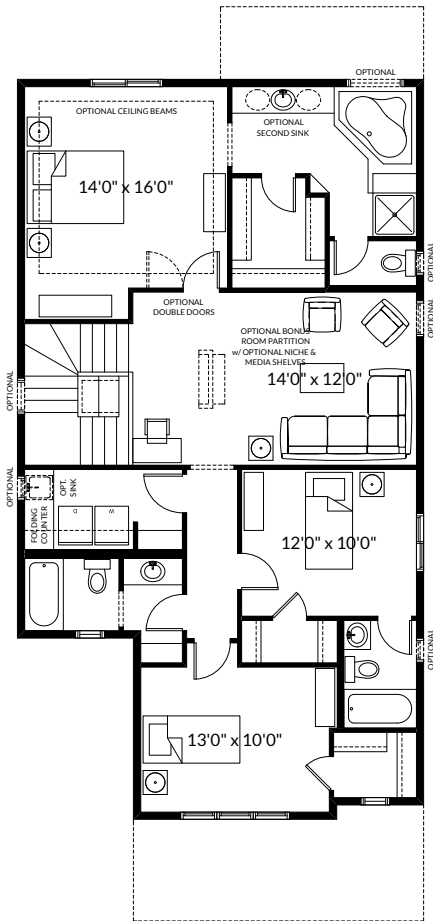 OPTIONAL
OPTIONAL CEILING BEAMS
OPTIONAL
SECOND SINK
14'0" x 16'0"
OPTIONAL
OPTIONAL
DOUBLE DOORS
OPTIONAL
OPTIONAL BONUS
ROOM PARTITION
w/ OPTIONAL NICHE &
MEDIA SHELVES
14'0" x 12'0"
OPTIONAL
OPTIONAL
OPT.
SINK
FOLDING
COUNTER
D
W
12'0" x 10'0"
OPTIONAL
13'0" x 10'0"